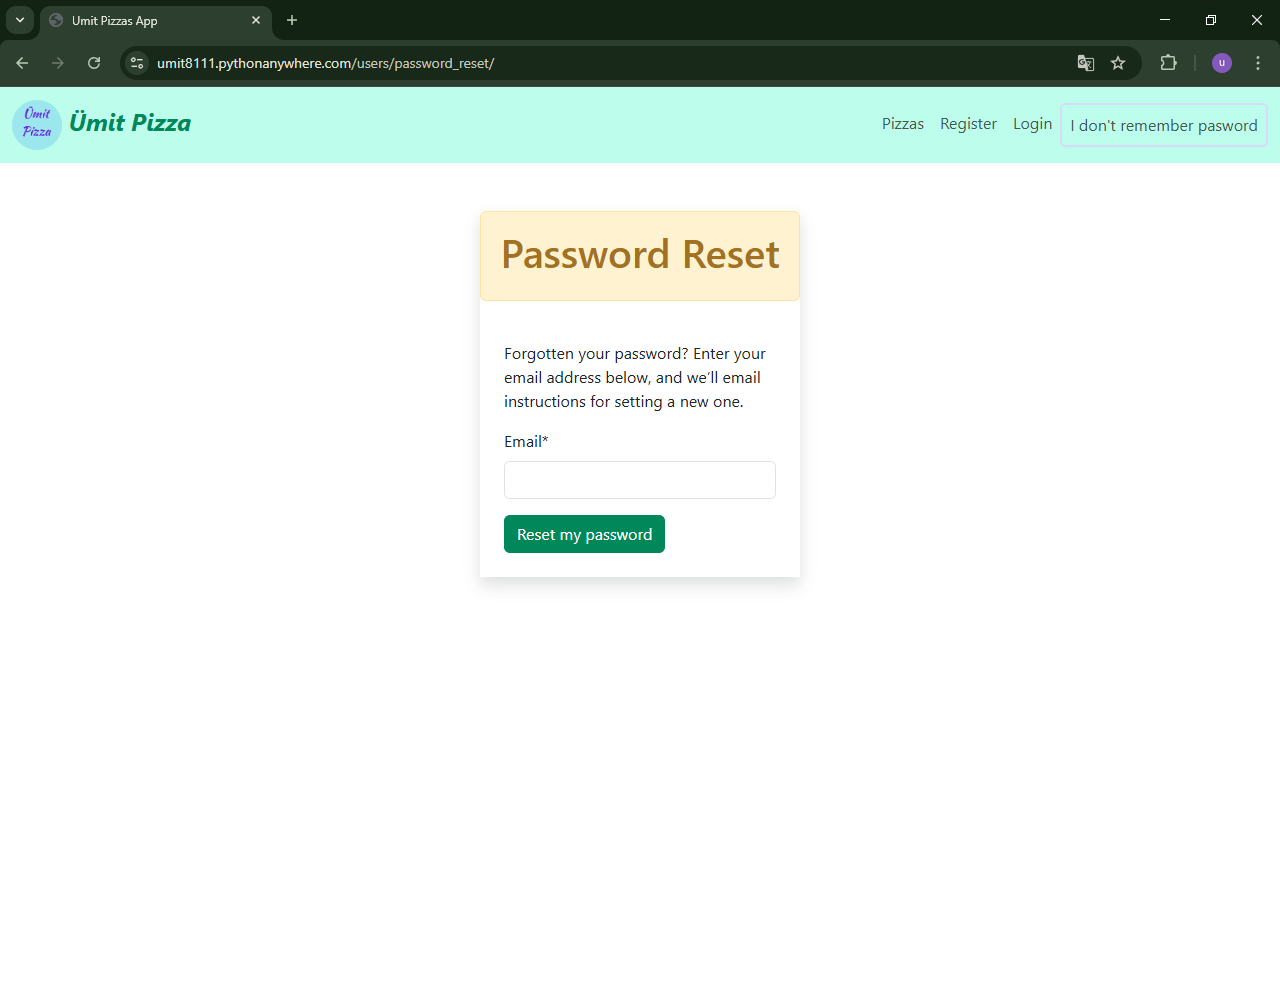 Umit Pizzas App
umit8111.pythonanywhere.com/users/password_reset/
u
Ümit
Pizza
Ümit Pizza
Pizzas
Register
Login
I don't remember pasword
Password Reset
Forgotten your password? Enter your
email address below, and we’ll email
instructions for setting a new one.
Email*
Reset my password